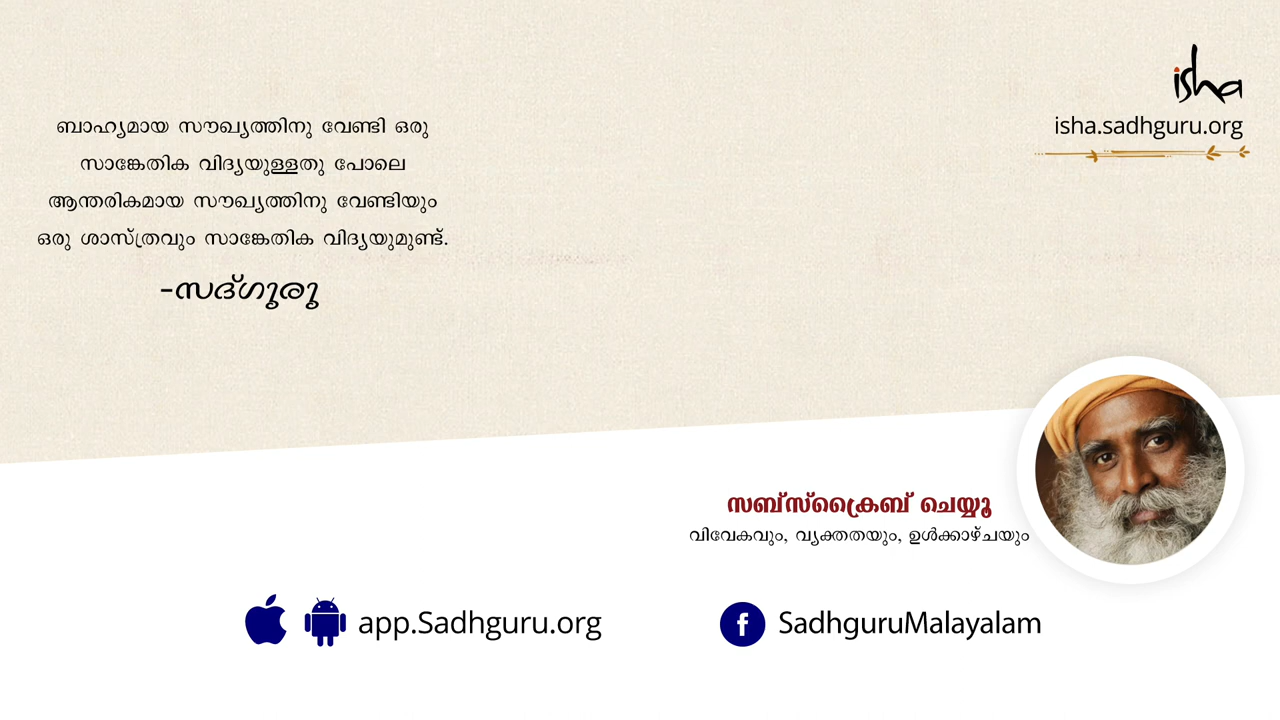 ബാഹ്യമായ സൗഖ്യത്തിനു വേണ്ടി ഒരു
സാങ്കേതിക വിദ്യയുള്ളതു പോലെ
ആന്തരികമായ സൗഖ്യത്തിനു വേണ്ടിയും
ഒരു ശാസ്ത്രവും സാങ്കേതിക വിദ്യയുമുണ്ട്.
-സദ്ഗുരു
isha
isha.sadhguru.org
സബ്സ്ക്രൈബ് ചെയ്യൂ
വിവേകവും, വ്യക്തതയും, ഉൾക്കാഴ്ചയും
app.Sadhguru.org
f SadhguruMalayalam